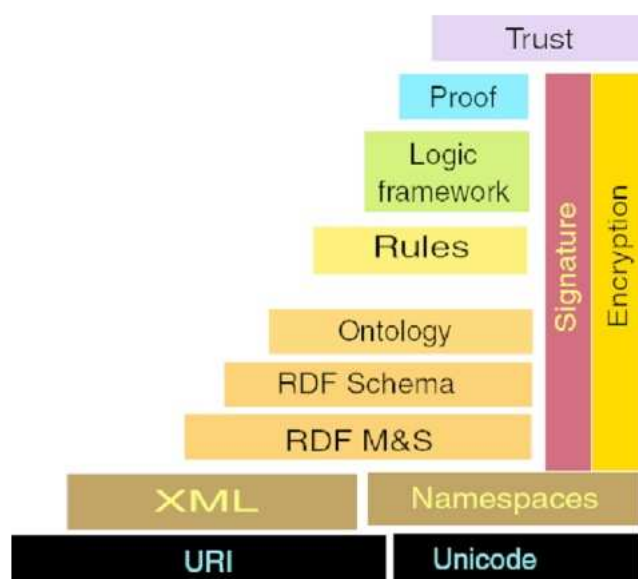 Trust
Proof
Logic
framework
Rules
Ontology
RDF Schema
RDF M&S
Signature
Encryption
XML
Namespaces
URI
Unicode